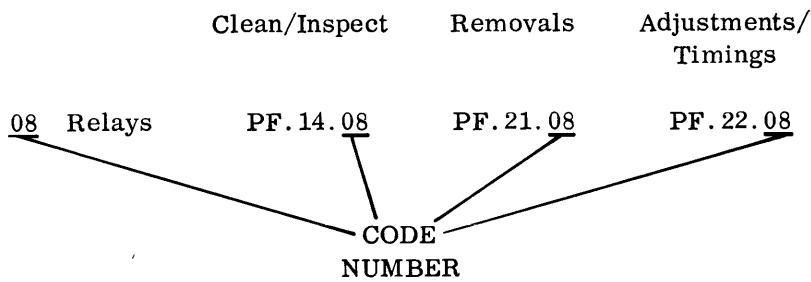 Clean/Inspect Removals Adjustments/
Timings
08 Relays PF.14.08 PF.21.08 PF.22.08
CODE
NUMBER